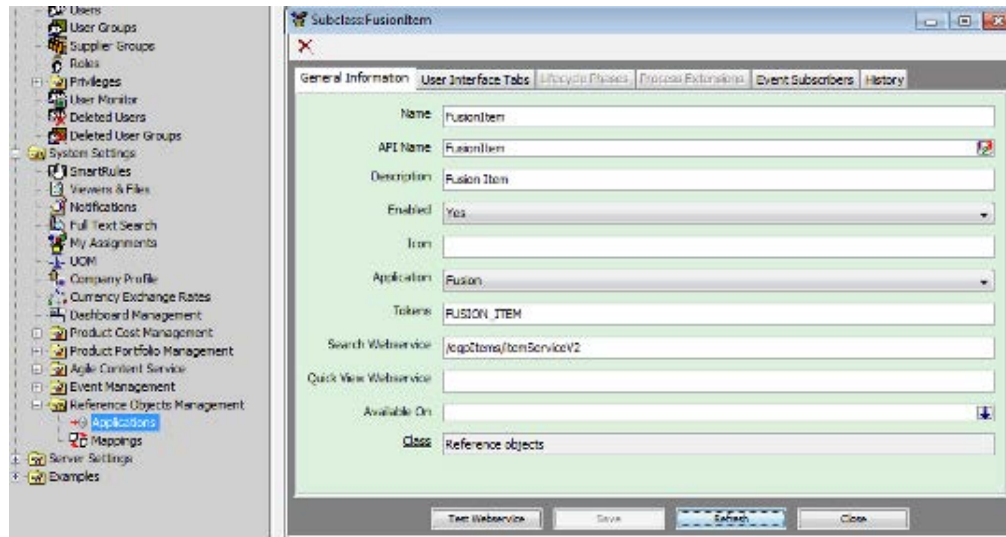 Users
User Groups
Supplier Groups
Roles
Privileges
User Monitor
Deleted Users
Deleted User Groups
System Settings
SmartRules
Viewers & Files
Notifications
Full Text Search
My Assignments
UOM
Company Profile
Currency Exchange Rates
Dashboard Management
Product Cost Management
Product Portfolio Management
Agile Content Service
Event Management
Reference Objects Management
Applications
Mappings
Server Settings
Examples
Subclass:FusionItem
General Information User Interface Tabs Lifecycle Phases Process Extensions Event Subscribers History
Name FusionItem
API Name FusionItem
Description Fusion Item
Enabled Yes
Icon
Application Fusion
Tokens FUSION_ITEM
Search Webservice /egpItems/ItemServiceV2
Quick View Webservice
Available On
Class Reference objects
Test Webservice Save Refresh Close